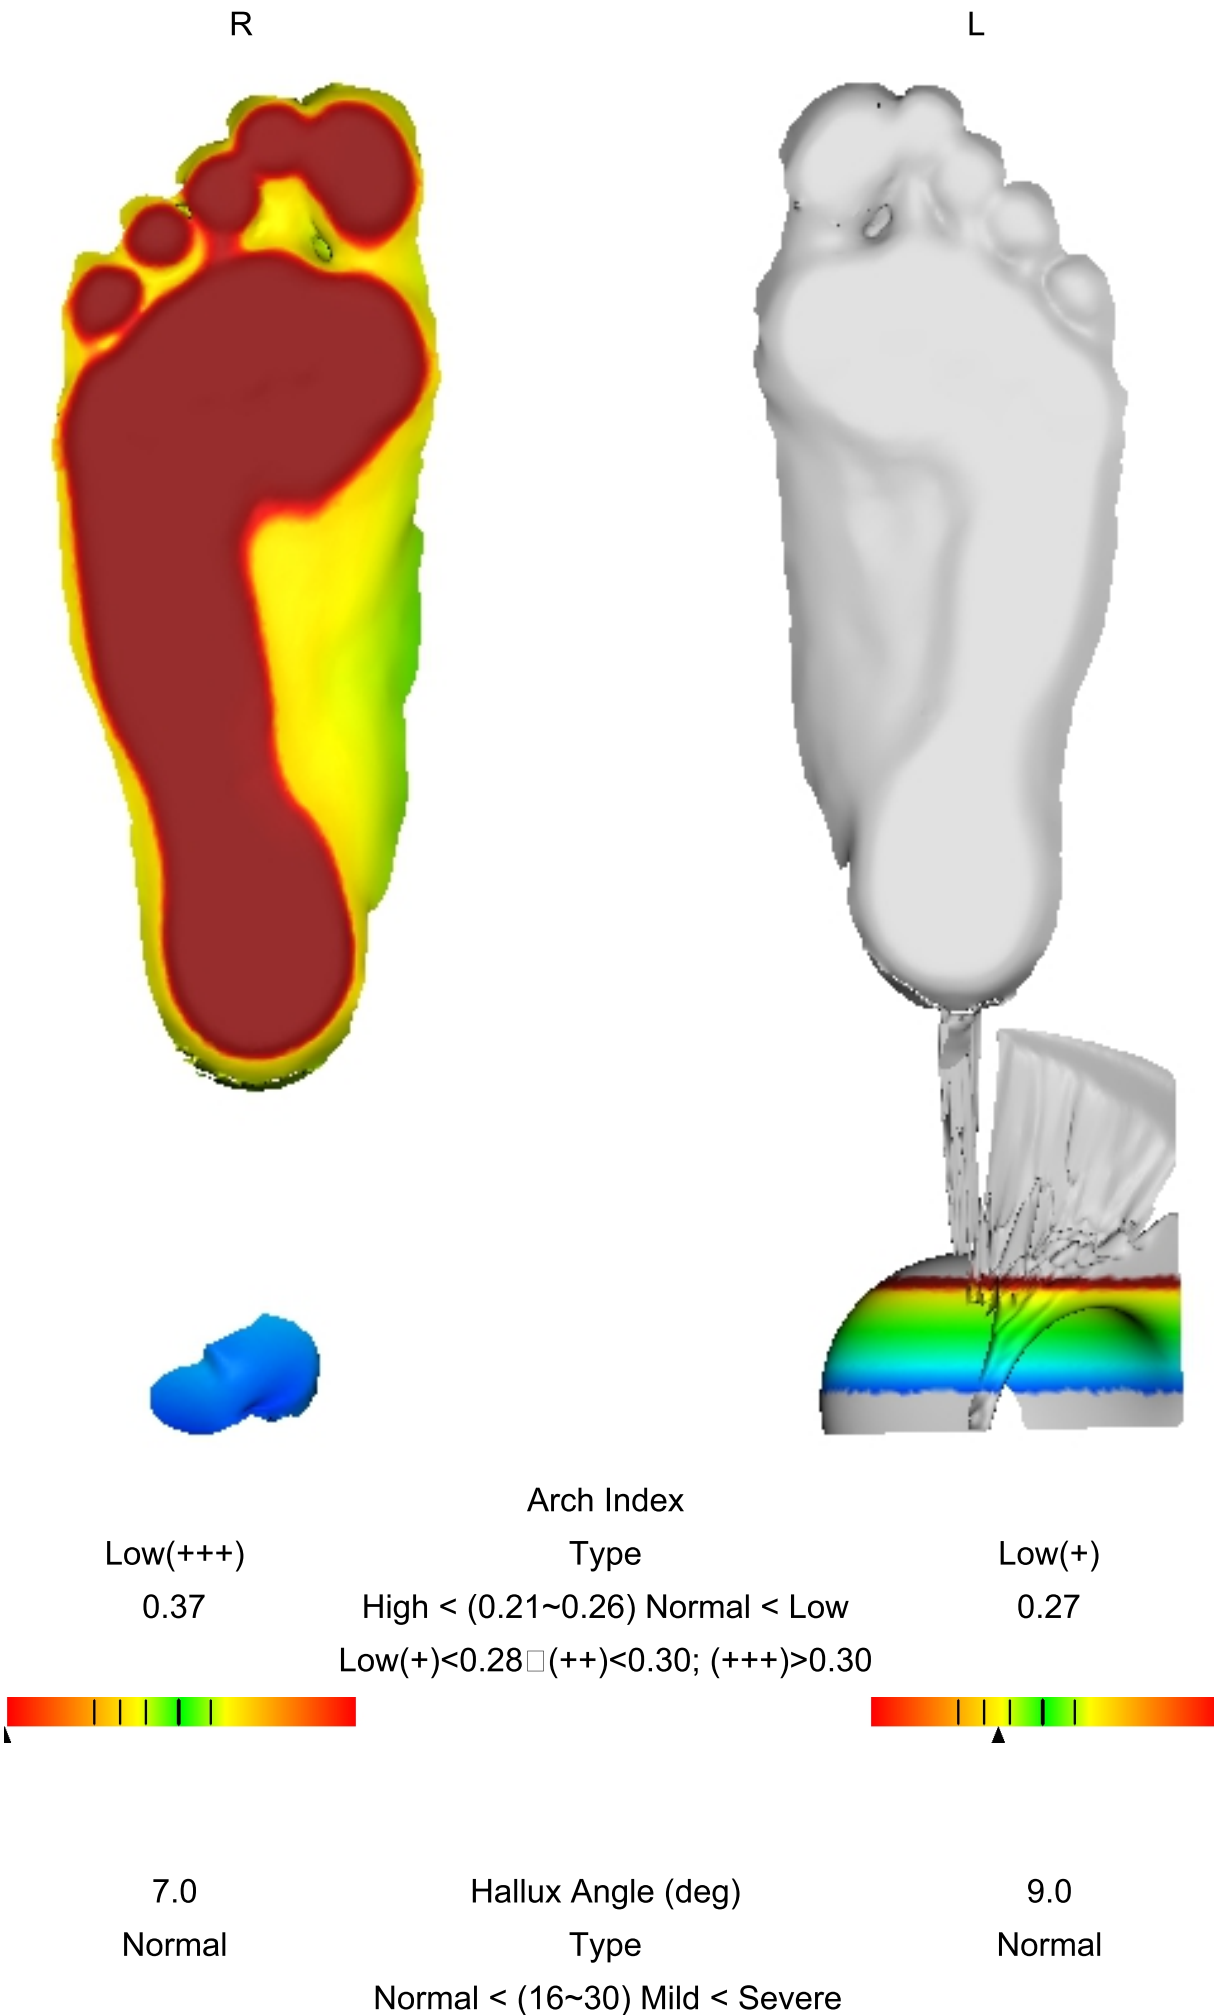 R L
Arch Index
Low(+++) Type Low(+)
0.37 High < (0.21~0.26) Normal < Low 0.27
Low(+)<0.28□(++)<0.30; (+++)>0.30
7.0 Hallux Angle (deg) 9.0
Normal Type Normal
Normal < (16~30) Mild < Severe